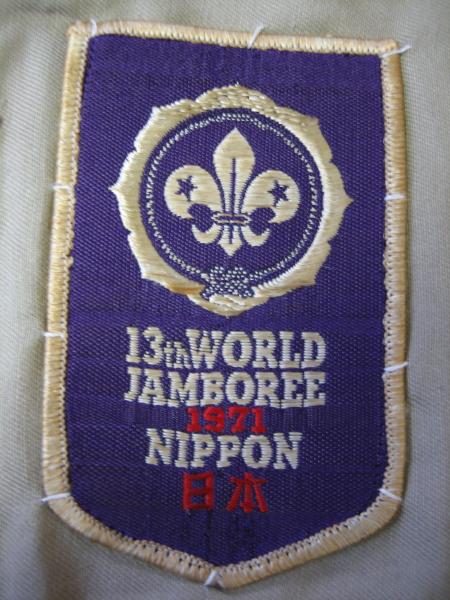 13th WORLD
JAMBOREE
1971
NIPPON
日本